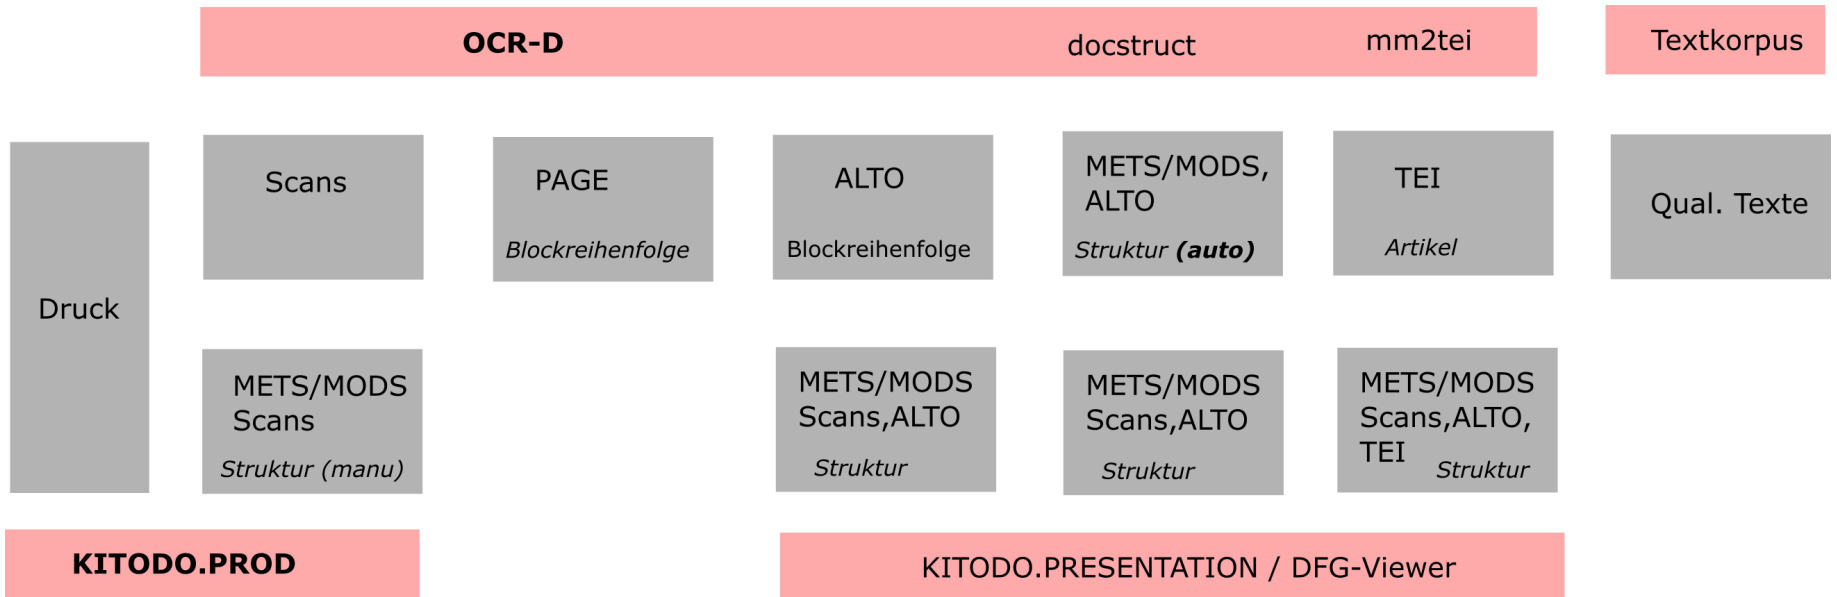 OCR-D
docstruct
mm2tei
Textkorpus
Druck
Scans
PAGE
Blockreihenfolge
ALTO
Blockreihenfolge
METS/MODS,
ALTO
Struktur (auto)
TEI
Artikel
Qual. Texte
METS/MODS
Scans
Struktur (manu)
METS/MODS
Scans,ALTO
Struktur
METS/MODS
Scans,ALTO
Struktur
METS/MODS
Scans,ALTO,
TEI
Struktur
KITODO.PROD
KITODO.PRESENTATION / DFG-Viewer